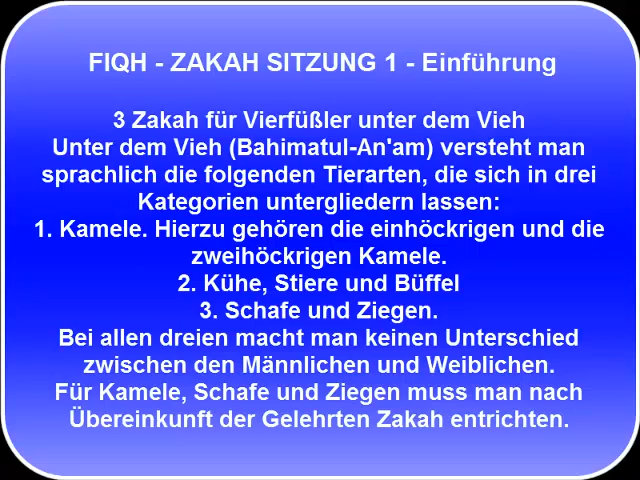 FIQH - ZAKAH SITZUNG 1 - Einführung
3 Zakah für Vierfüßler unter dem Vieh
Unter dem Vieh (Bahimatul-An'am) versteht man
sprachlich die folgenden Tierarten, die sich in drei
Kategorien untergliedern lassen:
1. Kamele. Hierzu gehören die einhöckrigen und die
zweihöckrigen Kamele.
2. Kühe, Stiere und Büffel
3. Schafe und Ziegen.
Bei allen dreien macht man keinen Unterschied
zwischen den Männlichen und Weiblichen.
Für Kamele, Schafe und Ziegen muss man nach
Übereinkunft der Gelehrten Zakah entrichten.